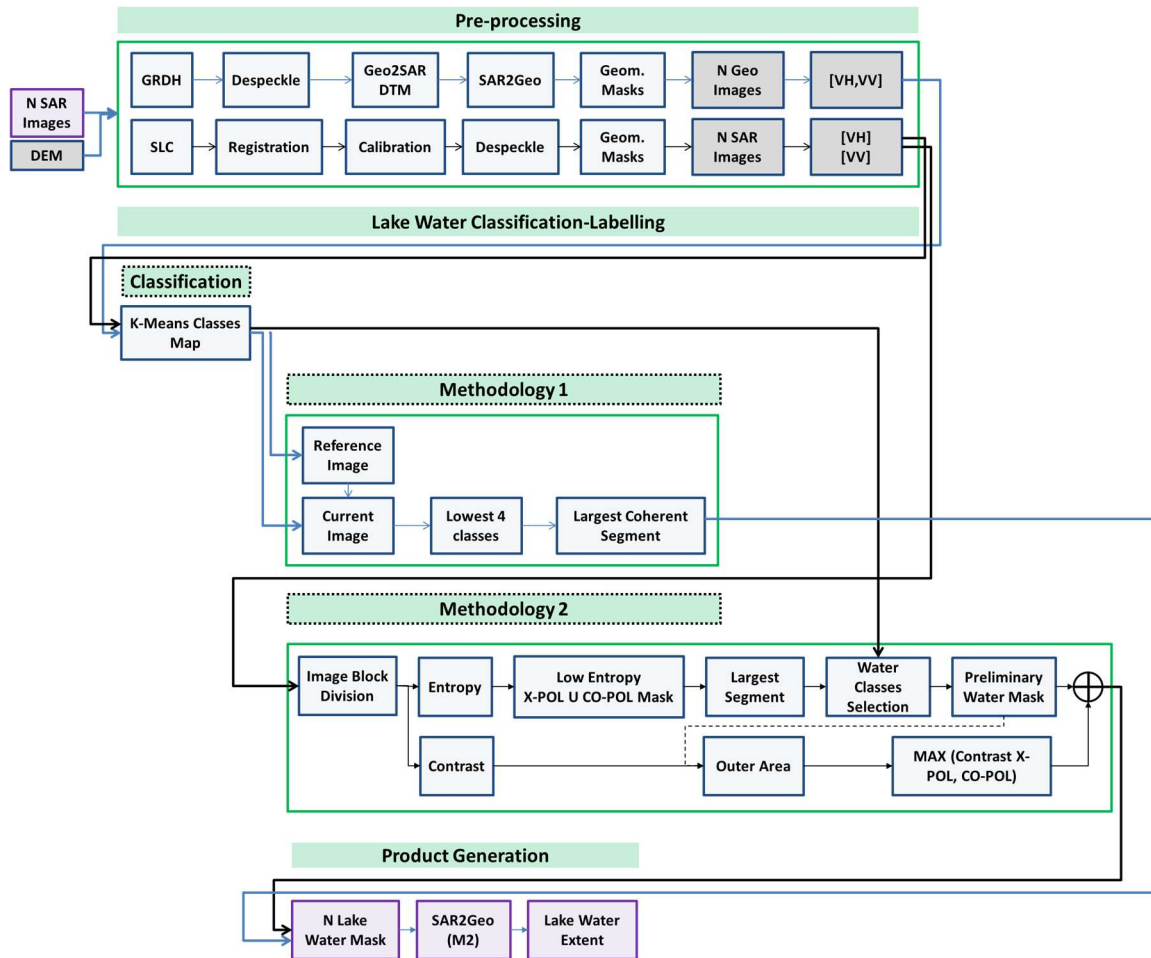 Pre-processing
N SAR
Images
DEM
GRDH
Despeckle
Geo2SAR
DTM
SAR2Geo
Geom.
Masks
N Geo
Images
[VH,VV]
SLC
Registration
Calibration
Despeckle
Geom.
Masks
N SAR
Images
[VH]
[VV]
Lake Water Classification-Labelling
Classification
K-Means Classes
Map
Methodology 1
Reference
Image
Current
Image
Lowest 4
classes
Largest Coherent
Segment
Methodology 2
Image Block
Division
Entropy
Low Entropy
X-POL U CO-POL Mask
Largest
Segment
Water
Classes
Selection
Preliminary
Water Mask
Contrast
Outer Area
MAX (Contrast X-
POL, CO-POL)
Product Generation
N Lake
Water Mask
SAR2Geo
(M2)
Lake Water
Extent